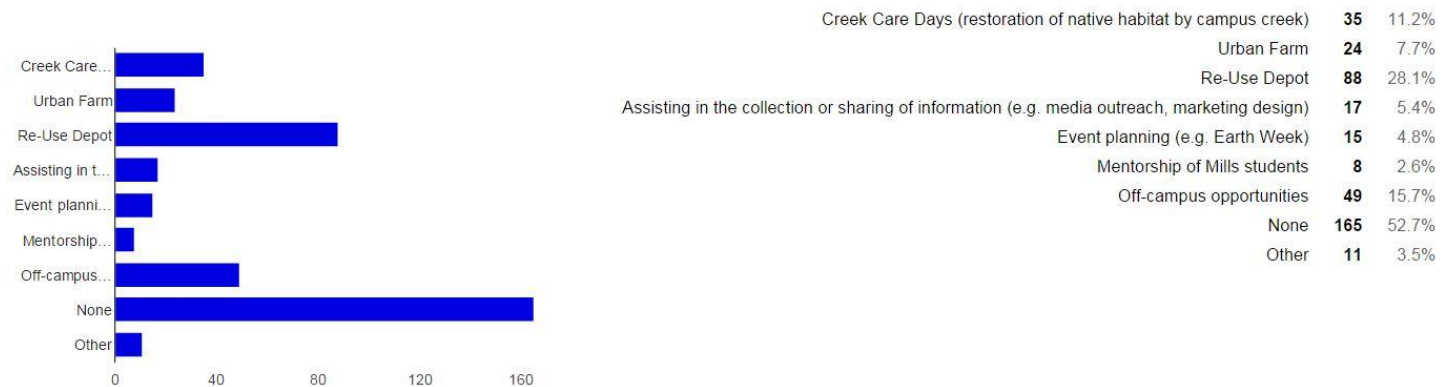 Creek Care...
Urban Farm
Re-Use Depot
Assisting in t...
Event planni...
Mentorship...
Off-campus...
None
Other
0 40 80 120 160
Creek Care Days (restoration of native habitat by campus creek) 35 11.2%
Urban Farm 24 7.7%
Re-Use Depot 88 28.1%
Assisting in the collection or sharing of information (e.g. media outreach, marketing design) 17 5.4%
Event planning (e.g. Earth Week) 15 4.8%
Mentorship of Mills students 8 2.6%
Off-campus opportunities 49 15.7%
None 165 52.7%
Other 11 3.5%